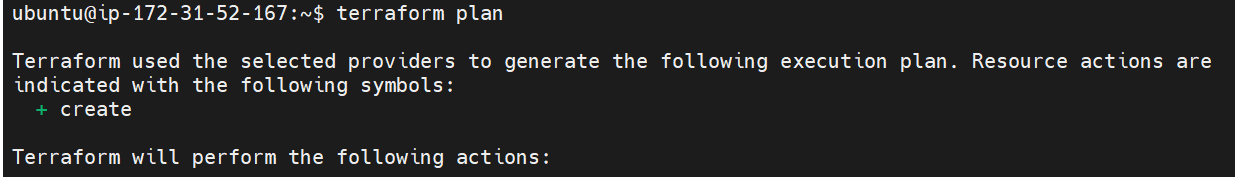 ubuntu@ip-172-31-52-167:~$ terraform plan
Terraform used the selected providers to generate the following execution plan. Resource actions are
indicated with the following symbols:
+ create
Terraform will perform the following actions: